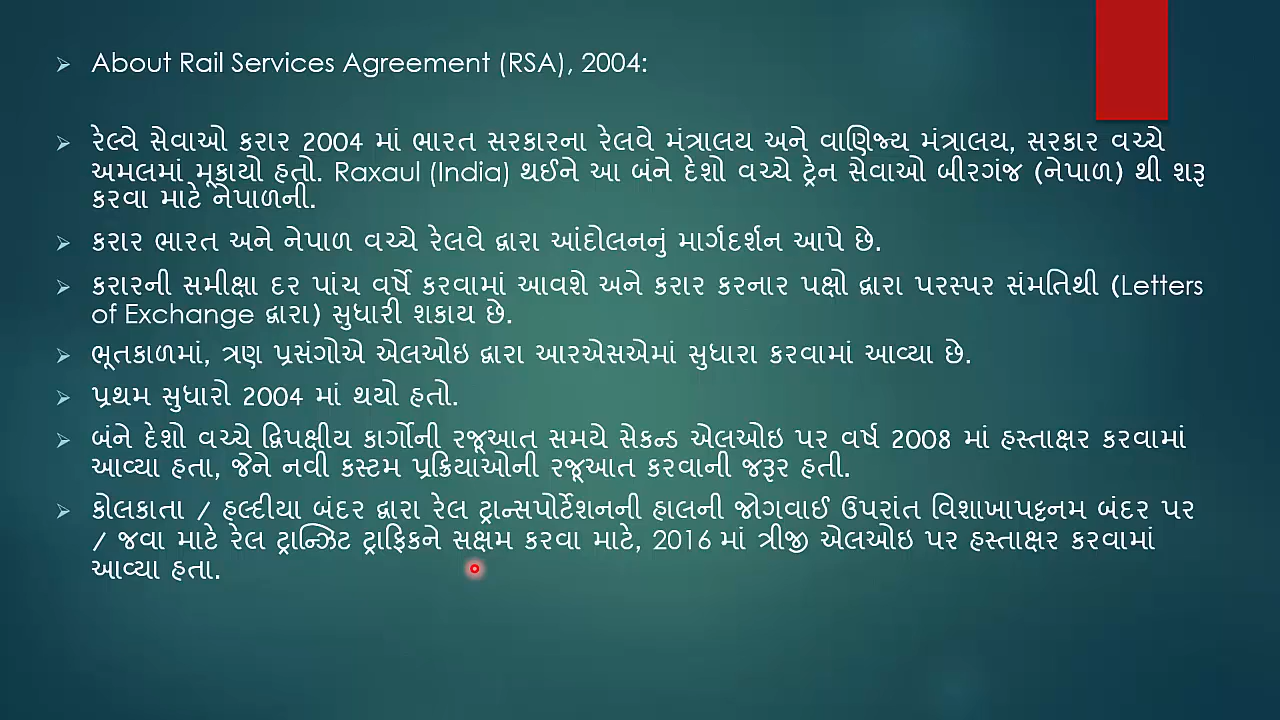 About Rail Services Agreement (RSA), 2004:
રેલ્વે સેવાઓ કરાર 2004 માં ભારત સરકારના રેલવે મંત્રાલય અને વાણિજ્ય મંત્રાલય, સરકાર વચ્ચે
અમલમાં મૂકાયો હતો. Raxaul (India) થઈને આ બંને દેશો વચ્ચે ટ્રેન સેવાઓ બીરગંજ (નેપાળ) થી શરૂ
કરવા માટે નેપાળની.
કરાર ભારત અને નેપાળ વચ્ચે રેલવે દ્વારા આંદોલનનું માર્ગદર્શન આપે છે.
કરારની સમીક્ષા દર પાંચ વર્ષે કરવામાં આવશે અને કરાર કરનાર પક્ષો દ્વારા પરસ્પર સંમતિથી (Letters
of Exchange દ્વારા) સુધારી શકાય છે.
ભૂતકાળમાં, ત્રણ પ્રસંગોએ એલઓઇ દ્વારા આરએસએમાં સુધારા કરવામાં આવ્યા છે.
પ્રથમ સુધારો 2004 માં થયો હતો.
બંને દેશો વચ્ચે દ્વિપક્ષીય કાર્ગોની રજૂઆત સમયે સેકન્ડ એલઓઇ પર વર્ષ 2008 માં હસ્તાક્ષર કરવામાં
આવ્યા હતા, જેને નવી કસ્ટમ પ્રક્રિયાઓની રજૂઆત કરવાની જરૂર હતી.
કોલકાતા / હલ્દીયા બંદર દ્વારા રેલ ટ્રાન્સપોર્ટેશનની હાલની જોગવાઈ ઉપરાંત વિશાખાપટ્ટનમ બંદર પર
/ જવા માટે રેલ ટ્રાન્ઝિટ ટ્રાફિકને સક્ષમ કરવા માટે, 2016 માં ત્રીજી એલઓઇ પર હસ્તાક્ષર કરવામાં
આવ્યા હતા.